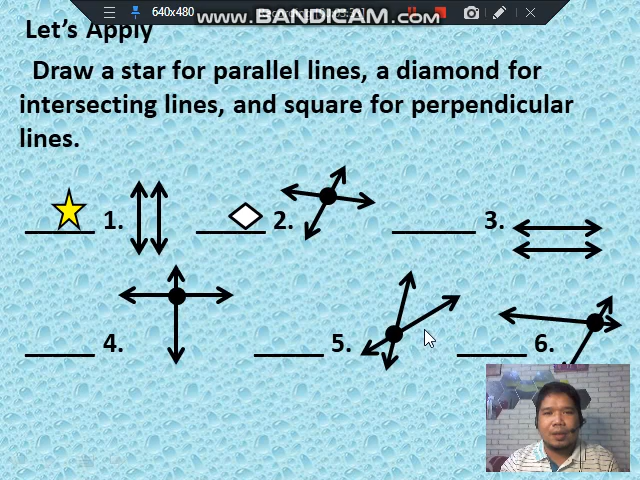 640x480
www.BANDICAM.com
Let's Apply
Draw a star for parallel lines, a diamond for
intersecting lines, and square for perpendicular
lines.
1. 2. 3.
4. 5. 6.